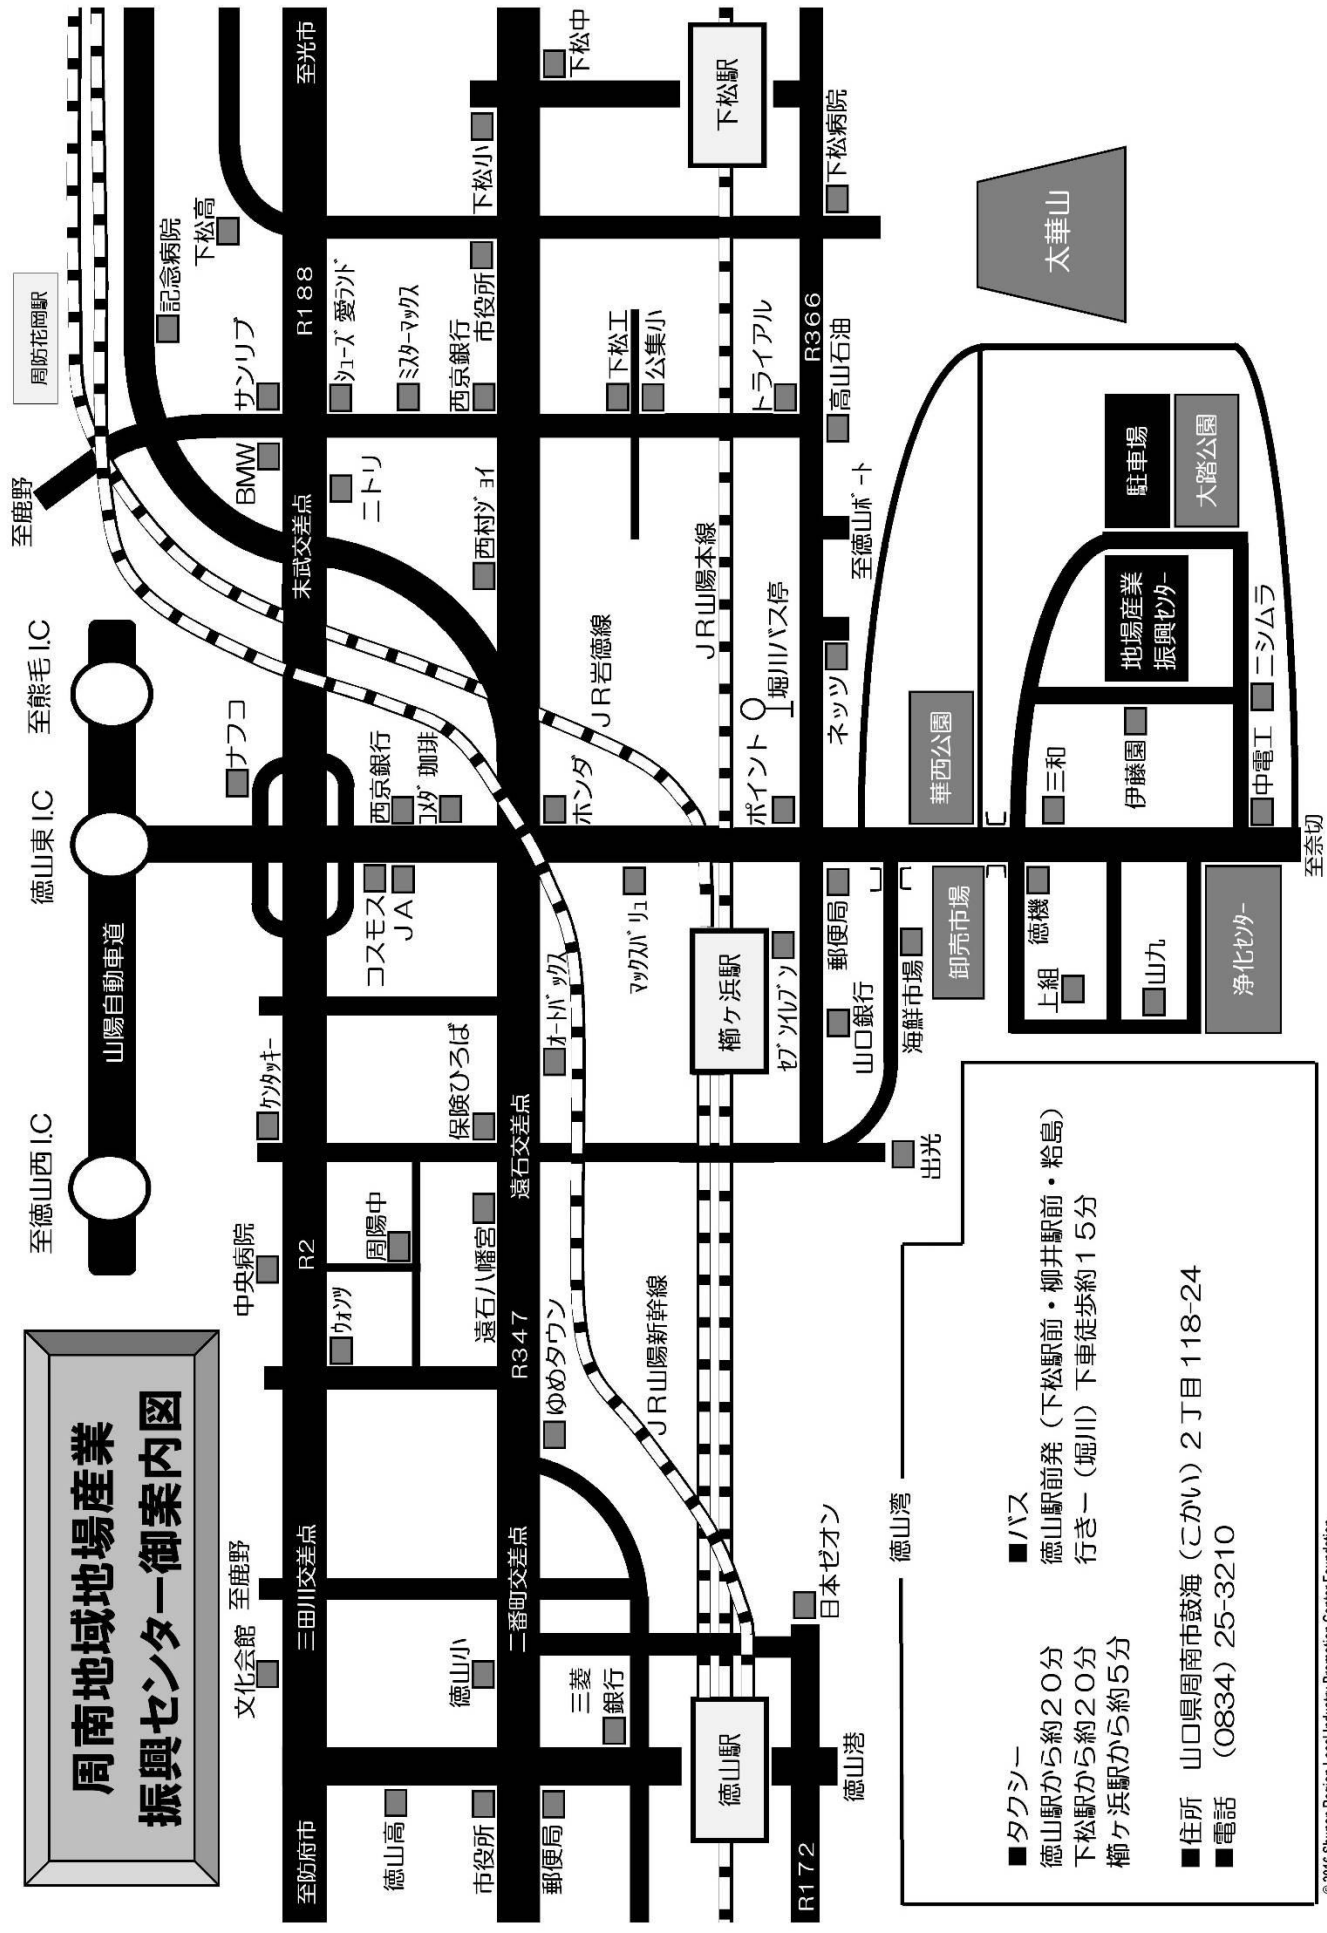 周南地域地場産業
振興センター御案内図
至徳山西 I.C
徳山東 I.C
至熊毛 I.C
山陽自動車道
至鹿野
周防花岡駅
文化会館
至鹿野
中央病院
ケンタッキー
ナフコ
BMW
サンリブ
記念病院
下松高
至防府市
三田川交差点
R2
末武交差点
R188
至光市
徳山高
ウォンツ
周陽中
コスモス
JA
西京銀行
コメダ珈琲
ニトリ
シューズ愛ランド
ミスターマックス
市役所
徳山小
遠石八幡宮
保険ひろば
西村ジョイ
西京銀行
市役所
下松小
二番町交差点
R347
遠石交差点
郵便局
三菱
銀行
ゆめタウン
オートバックス
ホンダ
JR岩徳線
下松工
公集小
下松中
JR山陽新幹線
マックスバリュ
JR山陽本線
徳山駅
櫛ヶ浜駅
下松駅
セブンイレブン
ポイント
堀川バス停
トライアル
R172
日本ゼオン
R366
徳山港
山口銀行
郵便局
ネッツ
至徳山ボート
高山石油
下松病院
出光
海鮮市場
卸売市場
華西公園
太華山
徳山湾
上組
徳機
三和
山九
伊藤園
地場産業
振興センター
駐車場
大踏公園
浄化センター
中電工
ニシムラ
至奈切
■タクシー
徳山駅から約20分
下松駅から約20分
櫛ヶ浜駅から約5分
■バス
徳山駅前発（下松駅前・柳井駅前・粭島）
行きー（堀川）下車徒歩約15分
■住所 山口県周南市鼓海（こかい）2丁目118-24
■電話 (0834) 25-3210